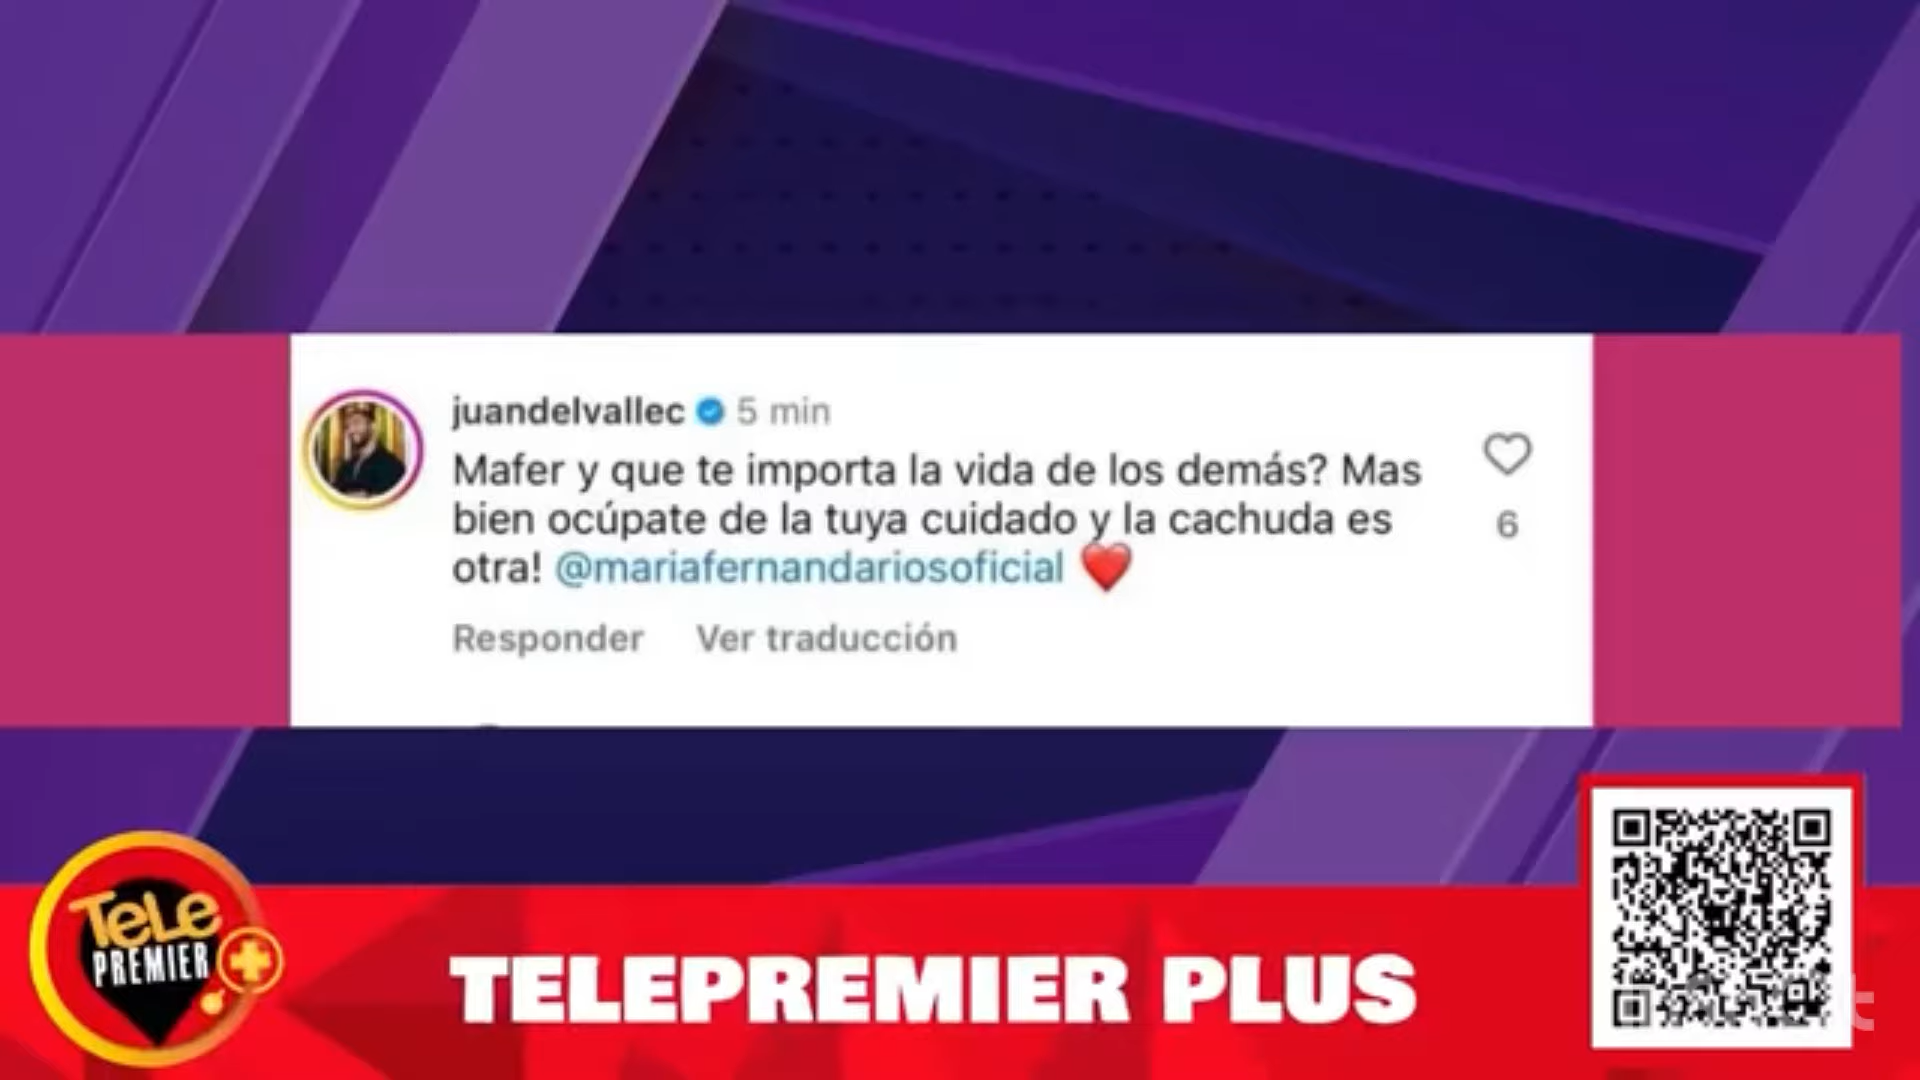 juandelvallec 5 min
Mafer y que te importa la vida de los demás? Mas
bien ocúpate de la tuya cuidado y la cachuda es
otra! @mariafernandariosoficial ❤️
6
Responder Ver traducción
TELE
PREMIER +
TELEPREMIER PLUS